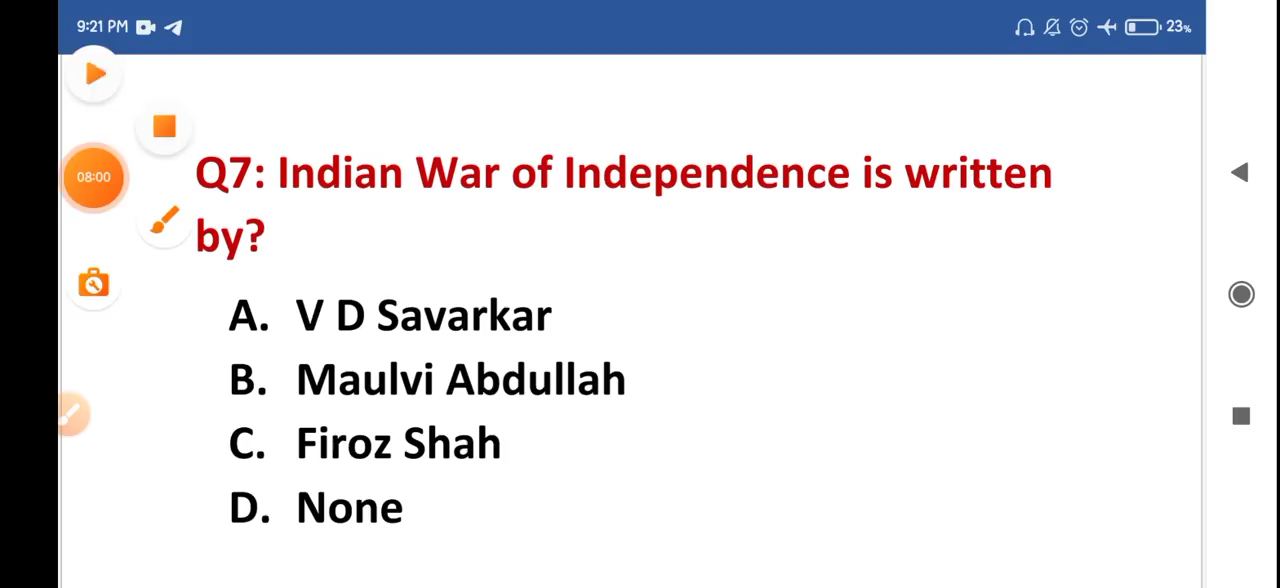 9:21 PM 23%
08:00
Q7: Indian War of Independence is written
by?
A. V D Savarkar
B. Maulvi Abdullah
C. Firoz Shah
D. None